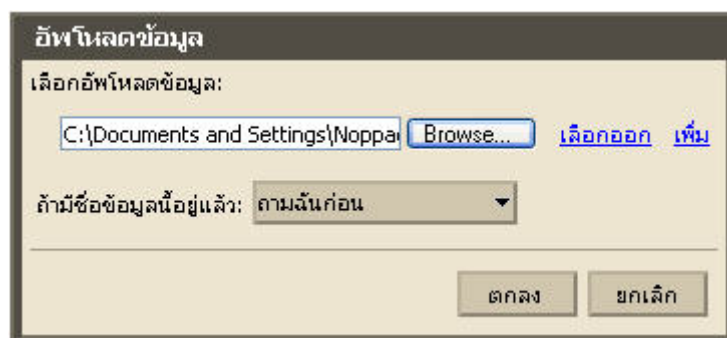 อัพโหลดข้อมูล
เลือกอัพโหลดข้อมูล:
C:\Documents and Settings\Noppa Browse... เลือกออก เพิ่ม
ถ้ามีชื่อข้อมูลนี้อยู่แล้ว: ถามฉันก่อน
ตกลง ยกเลิก